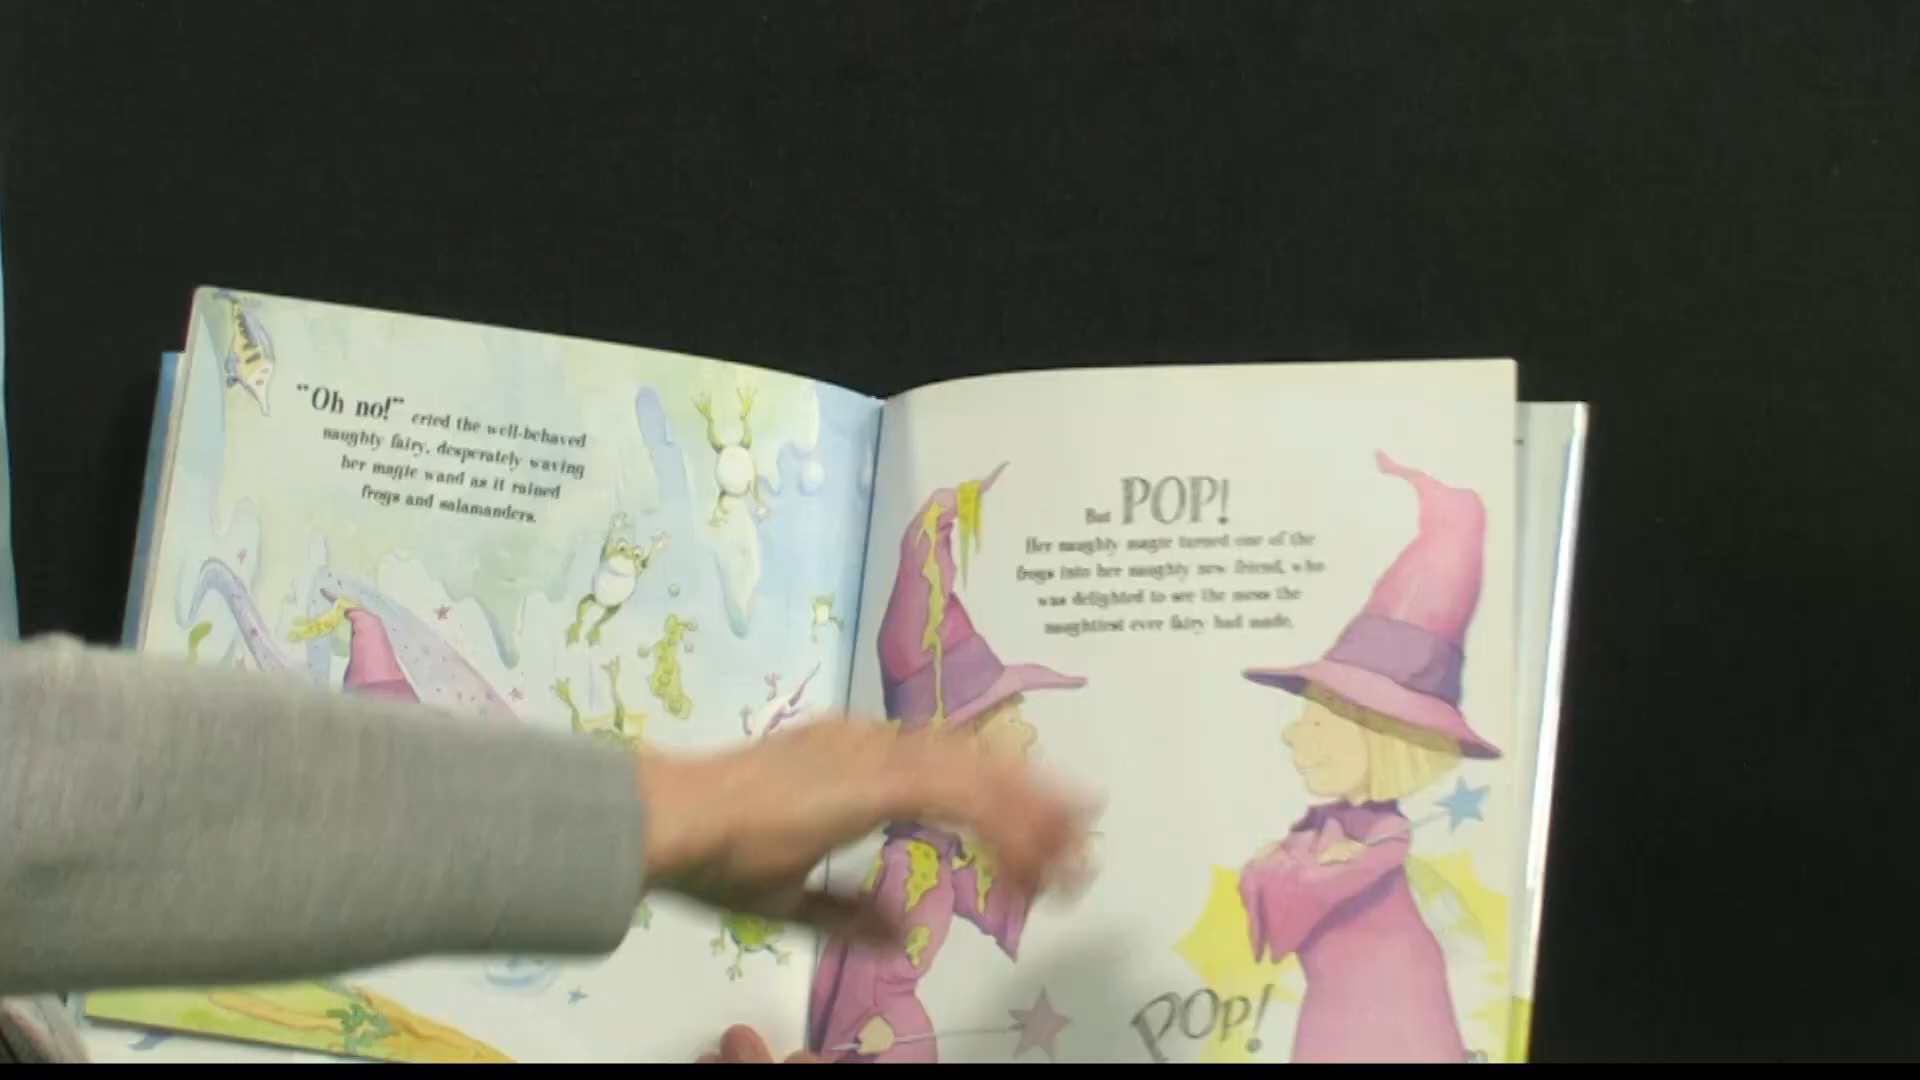 “Oh no!” cried the well-behaved
naughty fairy, desperately waving
her magic wand as it rained
frogs and salamanders.
But POP!
Her naughty magic turned one of the
frogs into her naughty new friend, who
was delighted to see the mess the
naughtiest ever fairy had made.
POP!